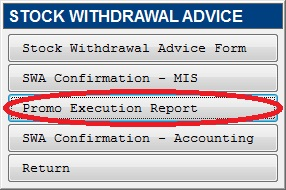 STOCK WITHDRAWAL ADVICE
Stock Withdrawal Advice Form
SWA Confirmation - MIS
Promo Execution Report
SWA Confirmation - Accounting
Return